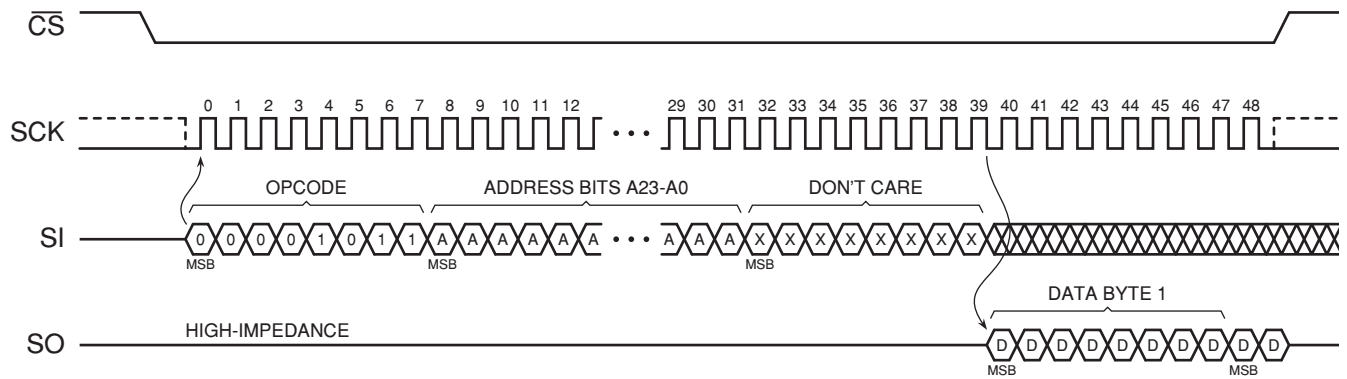 CS
0 1 2 3 4 5 6 7 8 9 10 11 12 29 30 31 32 33 34 35 36 37 38 39 40 41 42 43 44 45 46 47 48
SCK
OPCODE ADDRESS BITS A23-A0 DON'T CARE
SI 0 0 0 0 1 0 1 1 A A A A A A A A A X X X X X X X X
MSB MSB MSB
DATA BYTE 1
HIGH-IMPEDANCE
SO D D D D D D D D D D
MSB MSB